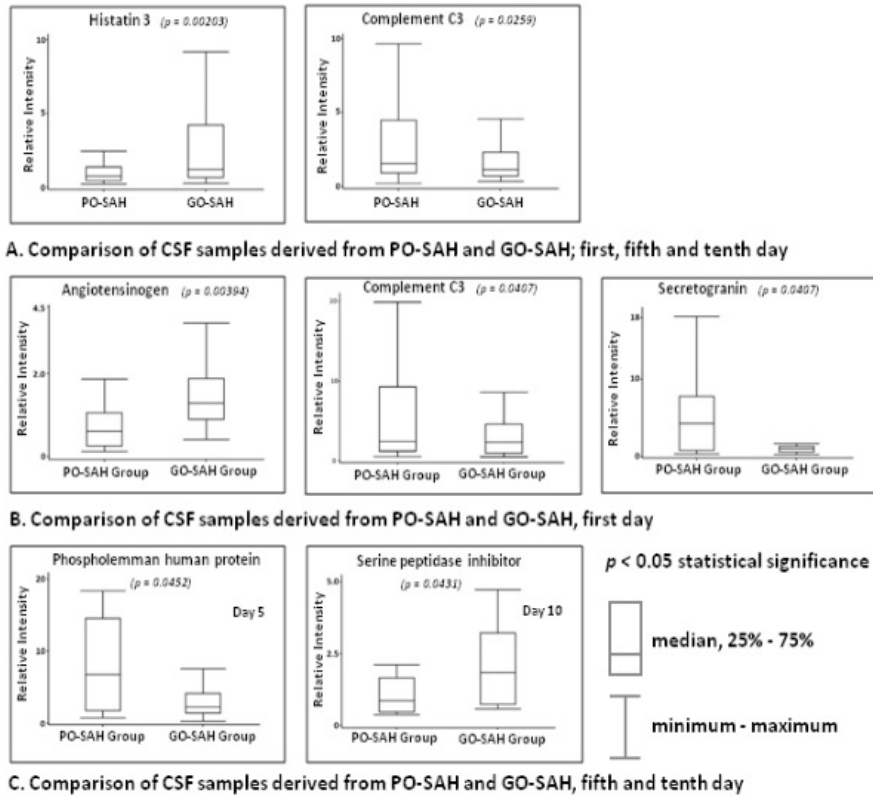 Histatin 3 (p = 0.00203)
Relative Intensity
10
5
0
PO-SAH GO-SAH
Complement C3 (p = 0.0259)
Relative Intensity
10
5
0
PO-SAH GO-SAH
A. Comparison of CSF samples derived from PO-SAH and GO-SAH; first, fifth and tenth day
Angiotensinogen (p = 0.00394)
Relative Intensity
4.5
2.0
0
PO-SAH Group GO-SAH Group
Complement C3 (p = 0.0407)
Relative Intensity
10
0
PO-SAH Group GO-SAH Group
Secretogranin (p = 0.0407)
Relative Intensity
18
10
0
PO-SAH Group GO-SAH Group
B. Comparison of CSF samples derived from PO-SAH and GO-SAH, first day
Phospholemman human protein
(p = 0.0452)
Day 5
Relative Intensity
20
10
0
PO-SAH Group GO-SAH Group
Serine peptidase inhibitor
(p = 0.0431)
Day 10
Relative Intensity
5.0
2.5
0
PO-SAH Group GO-SAH Group
p < 0.05 statistical significance
median, 25% - 75%
minimum - maximum
C. Comparison of CSF samples derived from PO-SAH and GO-SAH, fifth and tenth day